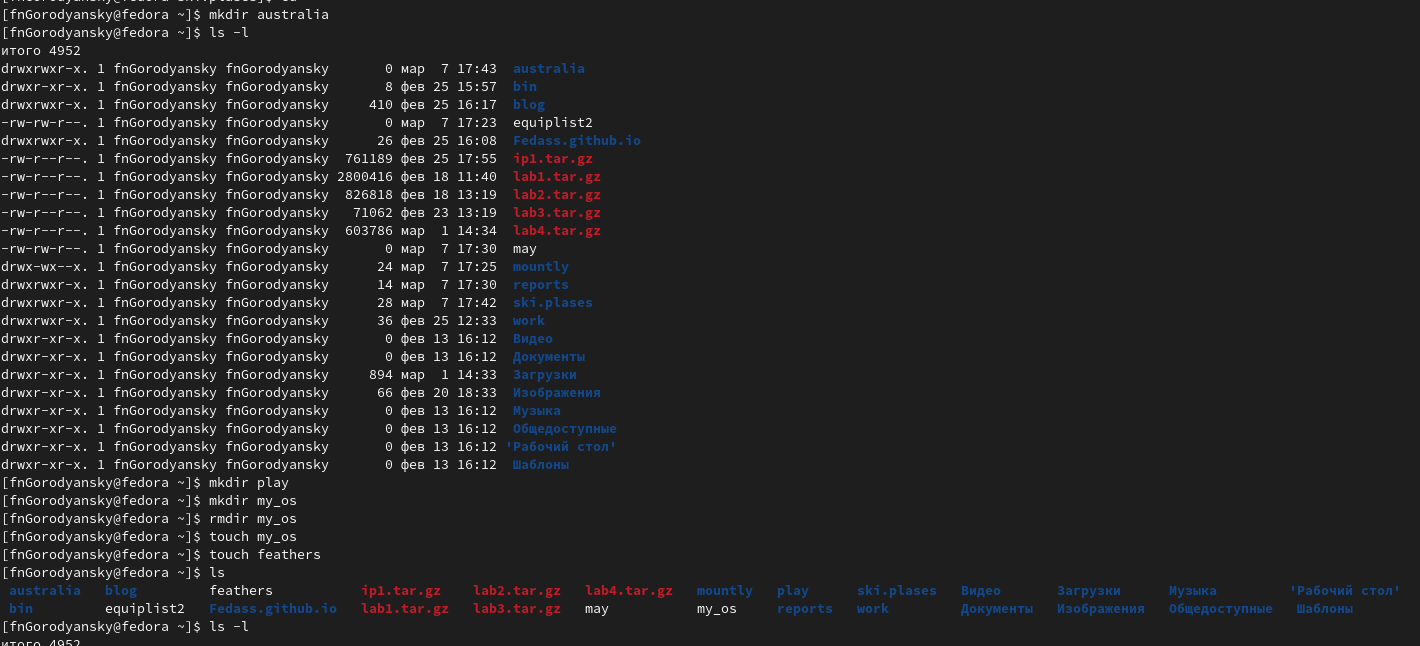 [fnGorodyansky@fedora ski.plases]$ cd
[fnGorodyansky@fedora ~]$ mkdir australia
[fnGorodyansky@fedora ~]$ ls -l
итого 4952
drwxrwxr-x. 1 fnGorodyansky fnGorodyansky       0 мар  7 17:43  australia
drwxrwxr-x. 1 fnGorodyansky fnGorodyansky       8 фев 25 15:57  bin
drwxrwxr-x. 1 fnGorodyansky fnGorodyansky     410 фев 25 16:17  blog
-rw-rw-r--. 1 fnGorodyansky fnGorodyansky       0 мар  7 17:23  equiplist2
drwxrwxr-x. 1 fnGorodyansky fnGorodyansky      26 фев 25 16:08  Fedass.github.io
-rw-r--r--. 1 fnGorodyansky fnGorodyansky  761189 фев 25 17:55  ip1.tar.gz
-rw-r--r--. 1 fnGorodyansky fnGorodyansky 2800416 фев 18 11:40  lab1.tar.gz
-rw-r--r--. 1 fnGorodyansky fnGorodyansky  826818 фев 18 13:19  lab2.tar.gz
-rw-r--r--. 1 fnGorodyansky fnGorodyansky   71062 фев 23 13:19  lab3.tar.gz
-rw-r--r--. 1 fnGorodyansky fnGorodyansky  603786 мар  1 14:34  lab4.tar.gz
-rw-rw-r--. 1 fnGorodyansky fnGorodyansky       0 мар  7 17:30  may
drwx-wx--x. 1 fnGorodyansky fnGorodyansky      24 мар  7 17:25  mountly
drwxrwxr-x. 1 fnGorodyansky fnGorodyansky      14 мар  7 17:30  reports
drwxrwxr-x. 1 fnGorodyansky fnGorodyansky      28 мар  7 17:42  ski.plases
drwxrwxr-x. 1 fnGorodyansky fnGorodyansky      36 фев 25 12:33  work
drwxr-xr-x. 1 fnGorodyansky fnGorodyansky       0 фев 13 16:12  Видео
drwxr-xr-x. 1 fnGorodyansky fnGorodyansky       0 фев 13 16:12  Документы
drwxr-xr-x. 1 fnGorodyansky fnGorodyansky     894 мар  1 14:33  Загрузки
drwxr-xr-x. 1 fnGorodyansky fnGorodyansky      66 фев 20 18:33  Изображения
drwxr-xr-x. 1 fnGorodyansky fnGorodyansky       0 фев 13 16:12  Музыка
drwxr-xr-x. 1 fnGorodyansky fnGorodyansky       0 фев 13 16:12  Общедоступные
drwxr-xr-x. 1 fnGorodyansky fnGorodyansky       0 фев 13 16:12 'Рабочий стол'
drwxr-xr-x. 1 fnGorodyansky fnGorodyansky       0 фев 13 16:12  Шаблоны
[fnGorodyansky@fedora ~]$ mkdir play
[fnGorodyansky@fedora ~]$ mkdir my_os
[fnGorodyansky@fedora ~]$ rmdir my_os
[fnGorodyansky@fedora ~]$ touch my_os
[fnGorodyansky@fedora ~]$ touch feathers
[fnGorodyansky@fedora ~]$ ls
australia   blog   feathers   ip1.tar.gz   lab2.tar.gz   lab4.tar.gz   mountly   play   ski.plases   Видео   Загрузки   Музыка   'Рабочий стол'
bin   equiplist2   Fedass.github.io   lab1.tar.gz   lab3.tar.gz   may   my_os   reports   work   Документы   Изображения   Общедоступные   Шаблоны
[fnGorodyansky@fedora ~]$ ls -l
итого 4952